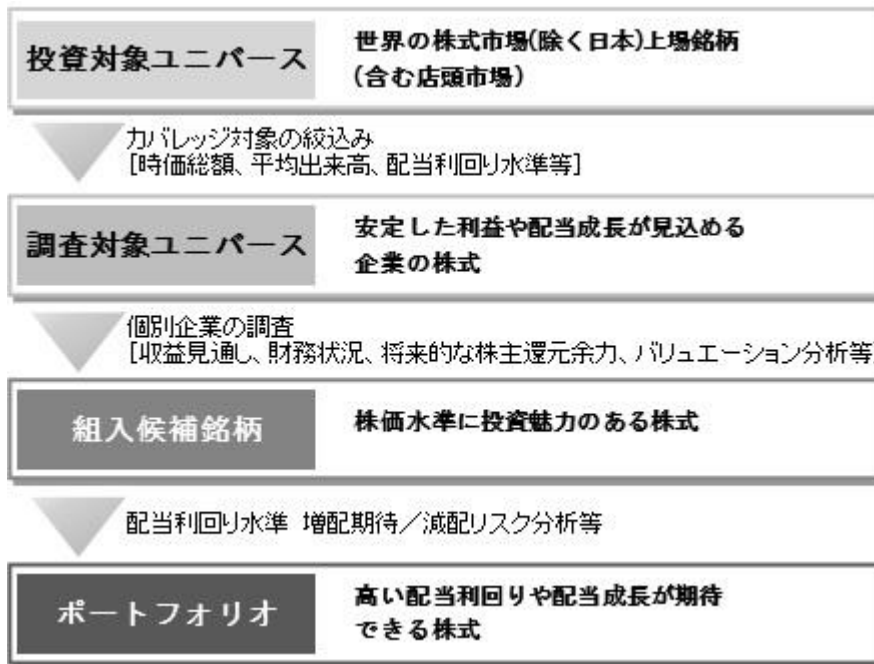 投資対象ユニバース
世界の株式市場(除く日本)上場銘柄
(含む店頭市場)
カバレッジ対象の絞込み
[時価総額、平均出来高、配当利回り水準等]
調査対象ユニバース
安定した利益や配当成長が見込める
企業の株式
個別企業の調査
[収益見通し、財務状況、将来的な株主還元余力、バリュエーション分析等]
組入候補銘柄
株価水準に投資魅力のある株式
配当利回り水準 増配期待／減配リスク分析等
ポートフォリオ
高い配当利回りや配当成長が期待
できる株式